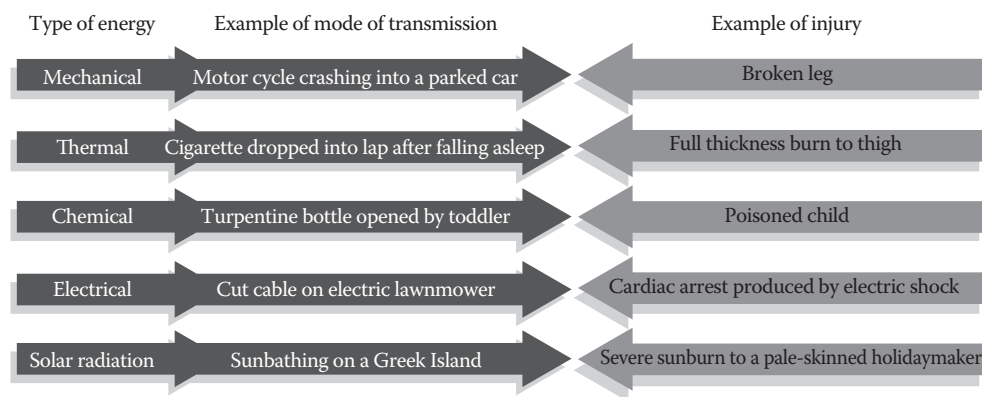 Type of energy Example of mode of transmission Example of injury
Mechanical Motor cycle crashing into a parked car Broken leg
Thermal Cigarette dropped into lap after falling asleep Full thickness burn to thigh
Chemical Turpentine bottle opened by toddler Poisoned child
Electrical Cut cable on electric lawnmower Cardiac arrest produced by electric shock
Solar radiation Sunbathing on a Greek Island Severe sunburn to a pale-skinned holidaymaker